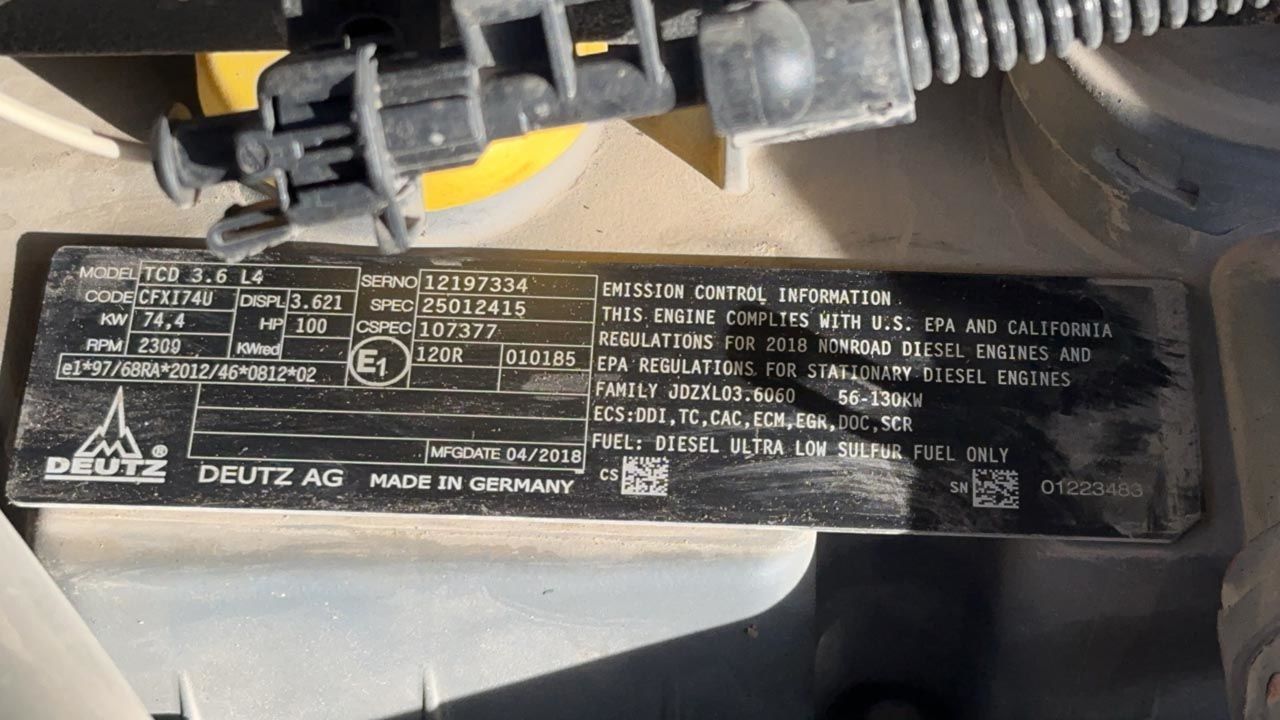 MODEL TCD 3.6 L4
CODE CFXI74U DISPL 3.621
KW 74,4 HP 100
RPM 2300 KWred
e1*97/68RA*2012/46*0812*02
SERNO 12197334
SPEC 25012415
CSPEC 107377
E1 120R 010185
MFGDATE 04/2018
DEUTZ ®
DEUTZ AG MADE IN GERMANY
EMISSION CONTROL INFORMATION
THIS ENGINE COMPLIES WITH U.S. EPA AND CALIFORNIA
REGULATIONS FOR 2018 NONROAD DIESEL ENGINES AND
EPA REGULATIONS FOR STATIONARY DIESEL ENGINES
FAMILY JDZXL03.6060 56-130KW
ECS:DDI,TC,CAC,ECM,EGR,DOC,SCR
FUEL: DIESEL ULTRA LOW SULFUR FUEL ONLY
CS
SN 01223483